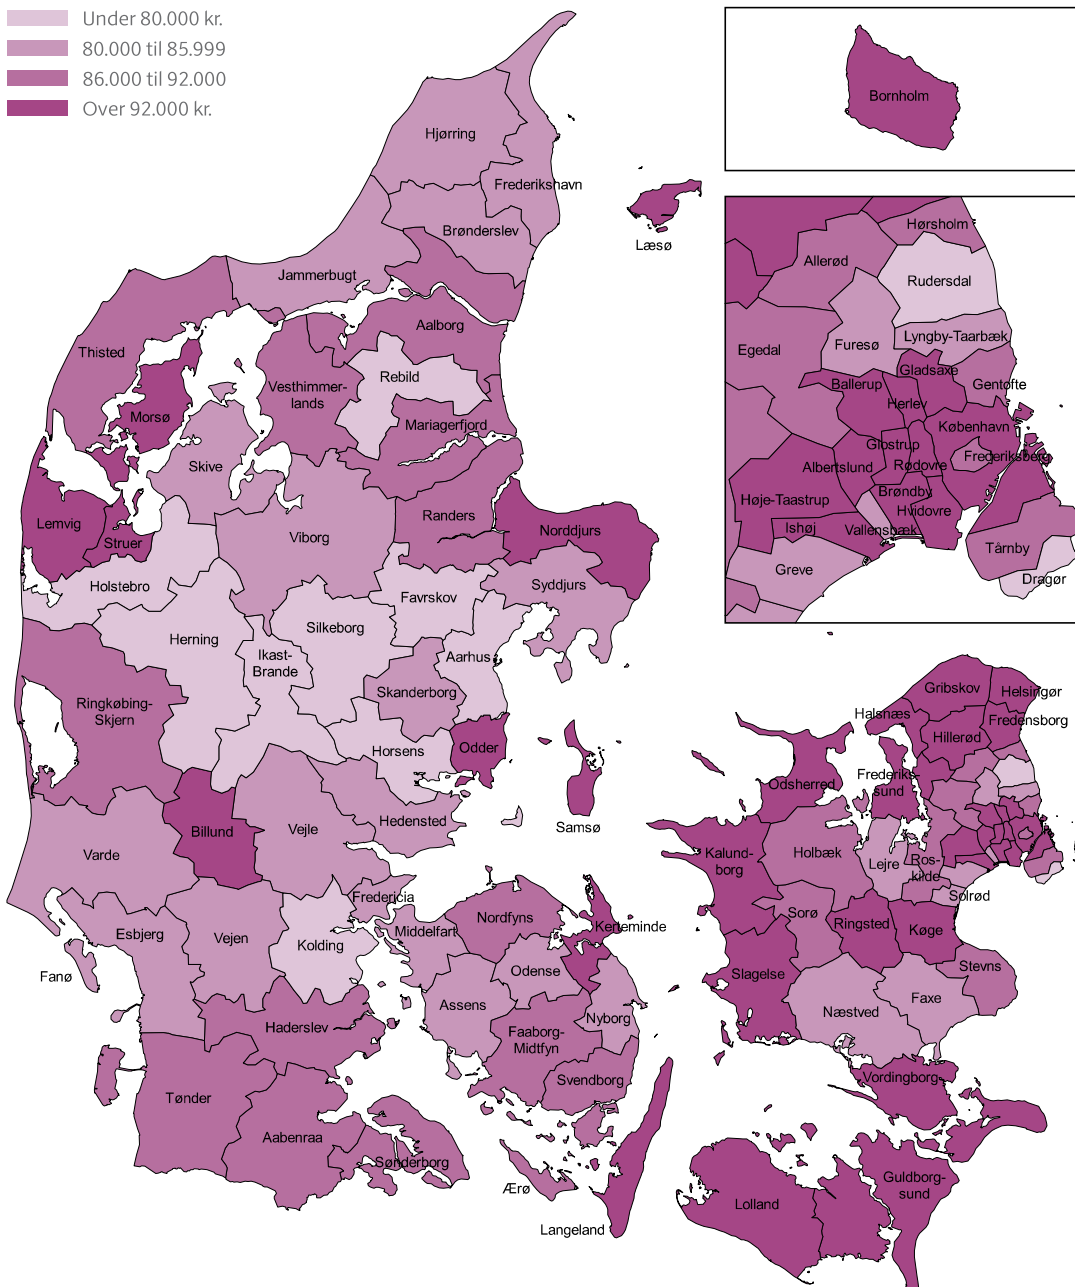 Under 80.000 kr.
80.000 til 85.999
86.000 til 92.000
Over 92.000 kr.
Bornholm
Hjørring
Frederikshavn
Brønderslev
Læsø
Jammerbugt
Aalborg
Thisted
Rebild
Vesthimmer-
lands
Morsø
Mariagerfjord
Skive
Lemvig
Randers
Struer
Viborg
Norddjurs
Holstebro
Favrskov
Syddjurs
Herning
Silkeborg
Ikast-
Brande
Aarhus
Skanderborg
Ringkøbing-
Skjern
Horsens
Odder
Samsø
Billund
Vejle
Hedensted
Varde
Fredericia
Esbjerg
Vejen
Kolding
Middelfart
Nordfyns
Kerteminde
Fanø
Odense
Assens
Nyborg
Haderslev
Faaborg-
Midtfyn
Svendborg
Tønder
Aabenraa
Sønderborg
Ærø
Langeland
Hørsholm
Allerød
Rudersdal
Lyngby-Taarbæk
Furesø
Egedal
Gladsaxe
Ballerup
Gentofte
Herlev
København
Glostrup
Frederiksberg
Albertslund
Rødovre
Høje-Taastrup
Brøndby
Hvidovre
Ishøj
Vallensbæk
Tårnby
Greve
Dragør
Gribskov
Helsingør
Halsnæs
Fredensborg
Hillerød
Frederiks-
sund
Odsherred
Kalund-
borg
Holbæk
Lejre
Ros-
kilde
Solrød
Sorø
Ringsted
Køge
Slagelse
Stevns
Faxe
Næstved
Vordingborg
Guldborg-
sund
Lolland